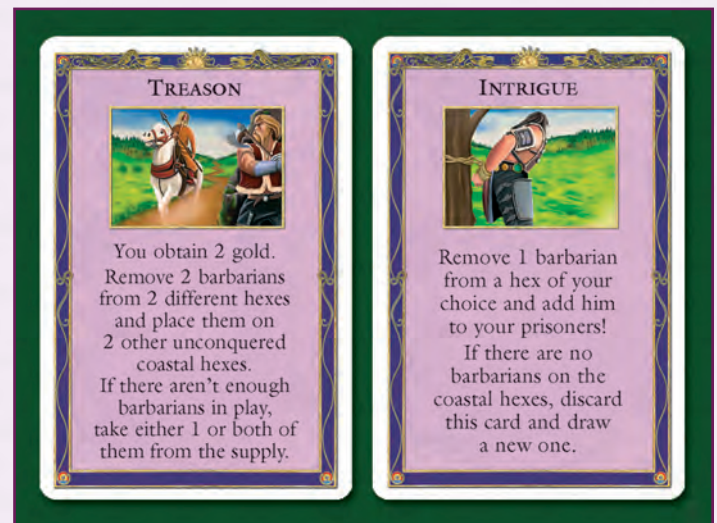 TREASON
You obtain 2 gold.
Remove 2 barbarians
from 2 different hexes
and place them on
2 other unconquered
coastal hexes.
If there aren't enough
barbarians in play,
take either 1 or both of
them from the supply.
INTRIGUE
Remove 1 barbarian
from a hex of your
choice and add him
to your prisoners!
If there are no
barbarians on the
coastal hexes, discard
this card and draw
a new one.